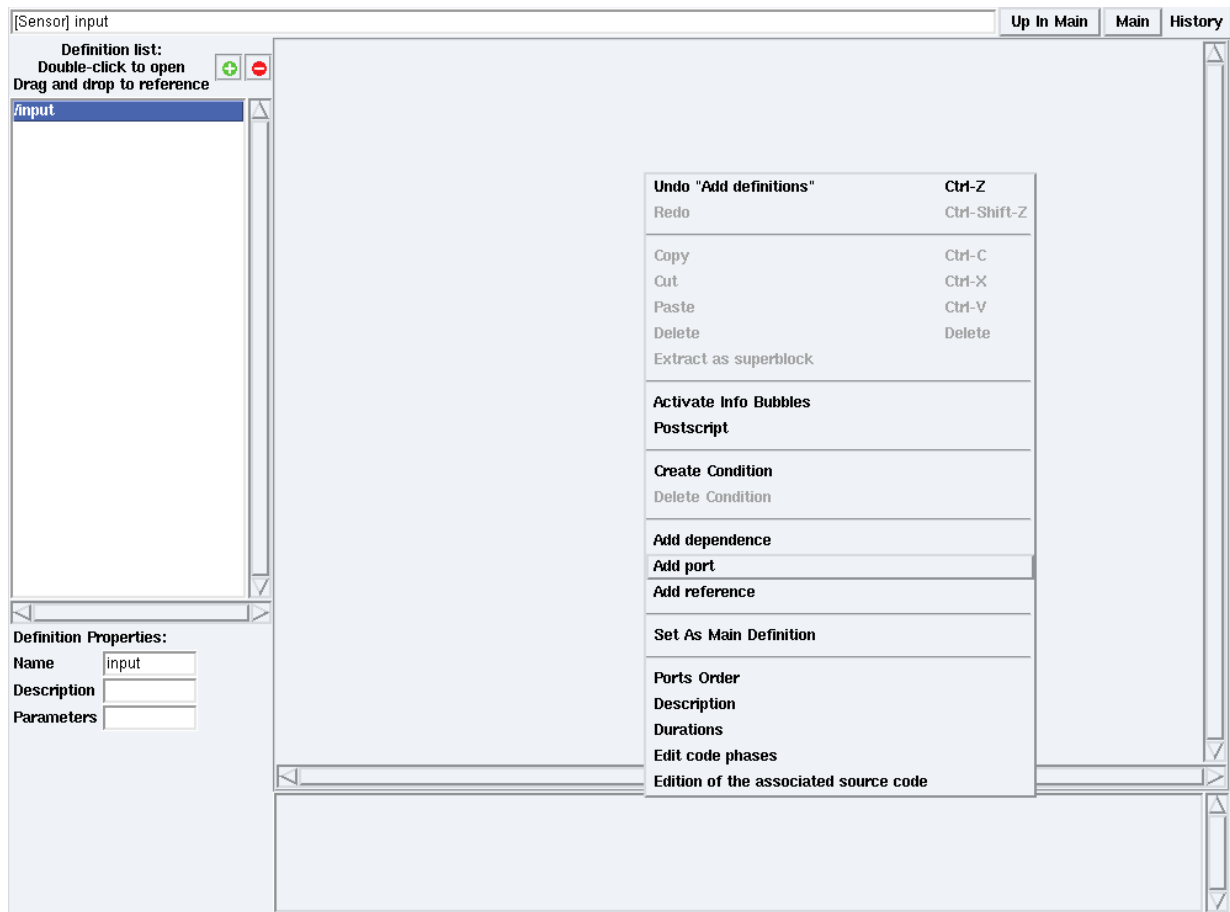 [Sensor] input
Up In Main
Main
History
Definition list:
Double-click to open
Drag and drop to reference
/input
Undo "Add definitions" Ctrl-Z
Redo Ctrl-Shift-Z
Copy Ctrl-C
Cut Ctrl-X
Paste Ctrl-V
Delete Delete
Extract as superblock
Activate Info Bubbles
Postscript
Create Condition
Delete Condition
Add dependence
Add port
Add reference
Set As Main Definition
Ports Order
Description
Durations
Edit code phases
Edition of the associated source code
Definition Properties:
Name input
Description
Parameters